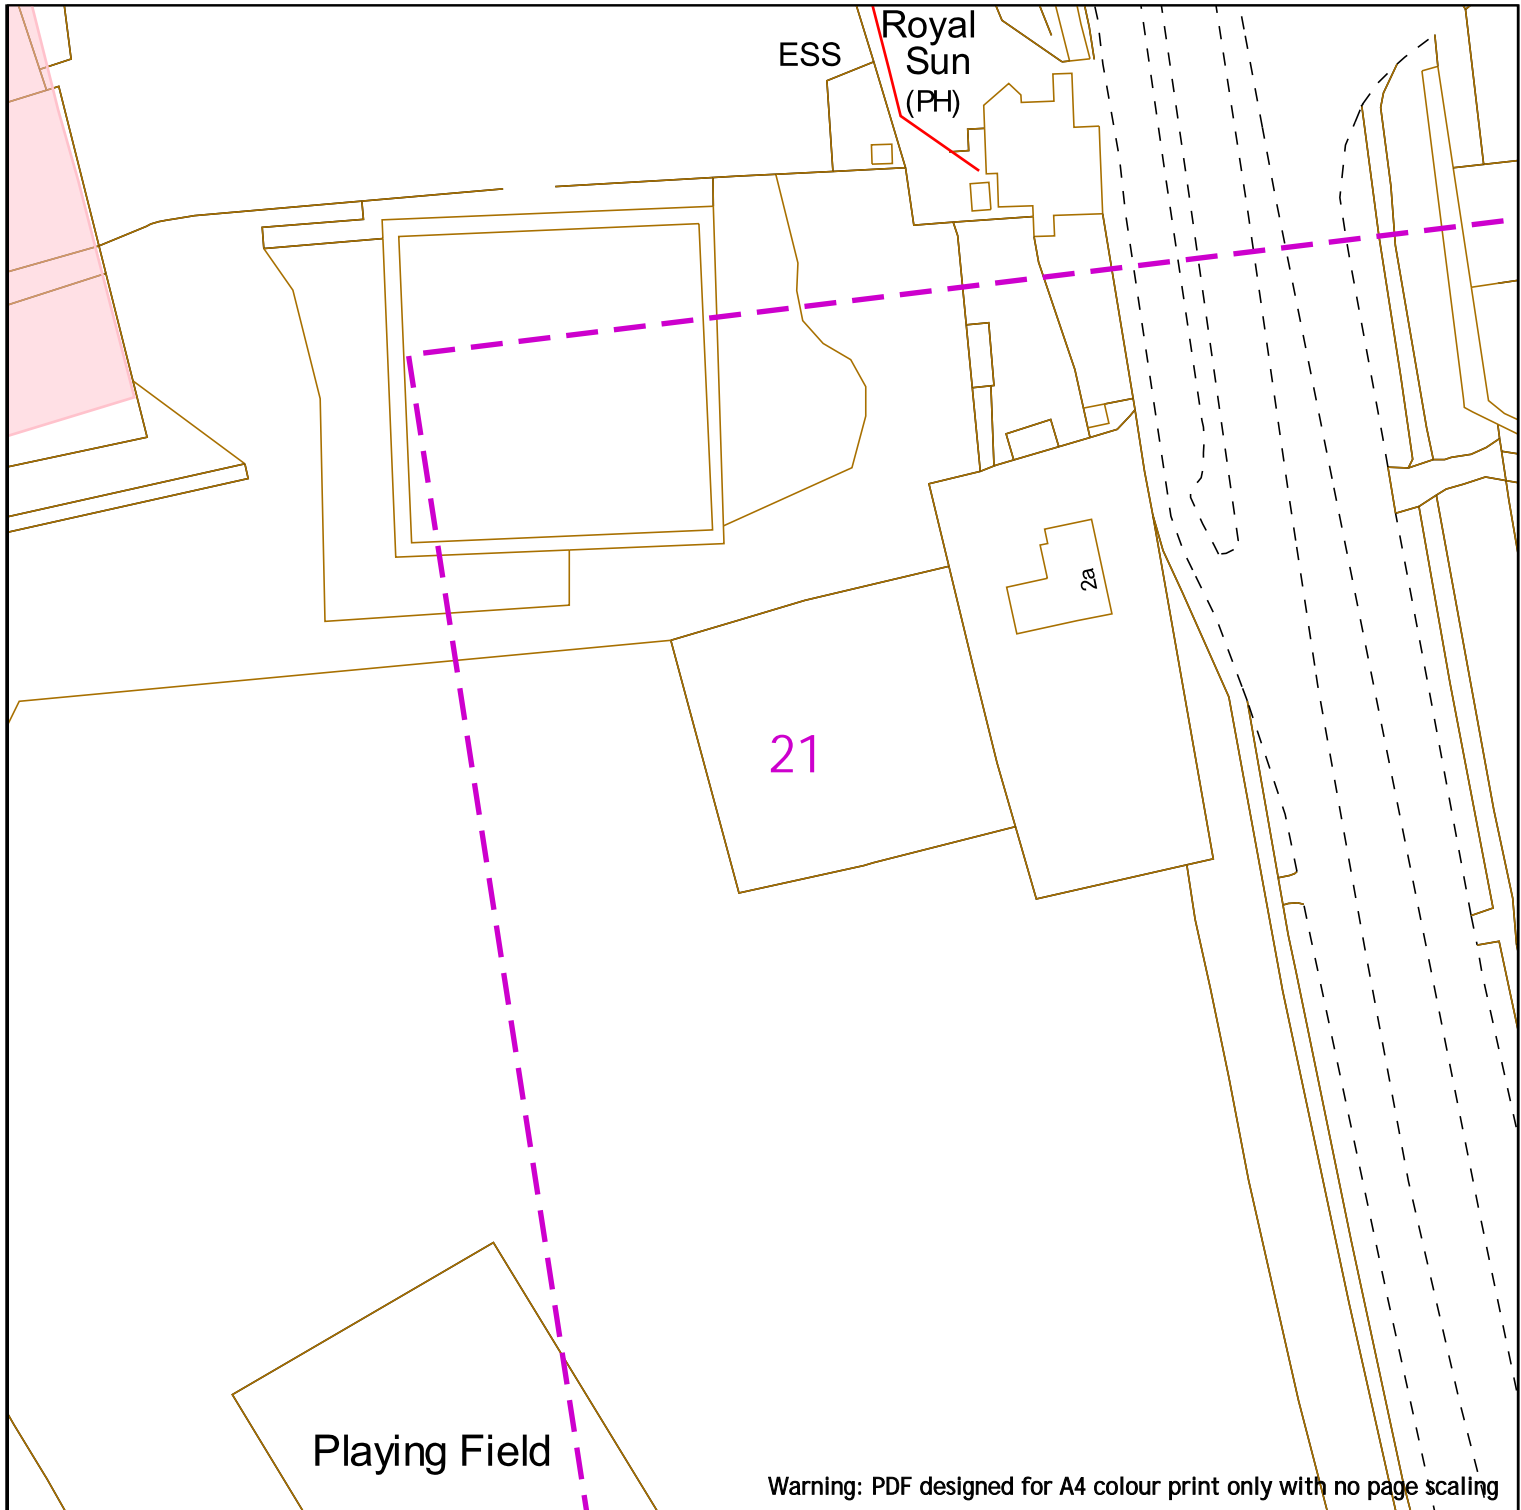 Royal
Sun
(PH)
ESS
2a
21
Playing Field
Warning: PDF designed for A4 colour print only with no page scaling